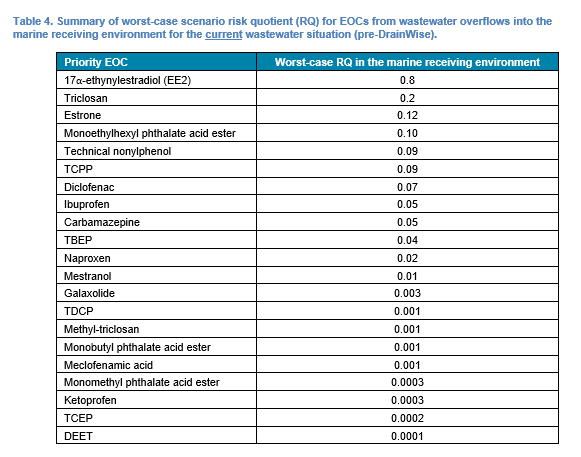 Table 4. Summary of worst-case scenario risk quotient (RQ) for EOCs from wastewater overflows into the
marine receiving environment for the current wastewater situation (pre-DrainWise).
Priority EOC Worst-case RQ in the marine receiving environment
17α-ethynylestradiol (EE2) 0.8
Triclosan 0.2
Estrone 0.12
Monoethylhexyl phthalate acid ester 0.10
Technical nonylphenol 0.09
TCPP 0.09
Diclofenac 0.07
Ibuprofen 0.05
Carbamazepine 0.05
TBEP 0.04
Naproxen 0.02
Mestranol 0.01
Galaxolide 0.003
TDCP 0.001
Methyl-triclosan 0.001
Monobutyl phthalate acid ester 0.001
Meclofenamic acid 0.001
Monomethyl phthalate acid ester 0.0003
Ketoprofen 0.0003
TCEP 0.0002
DEET 0.0001